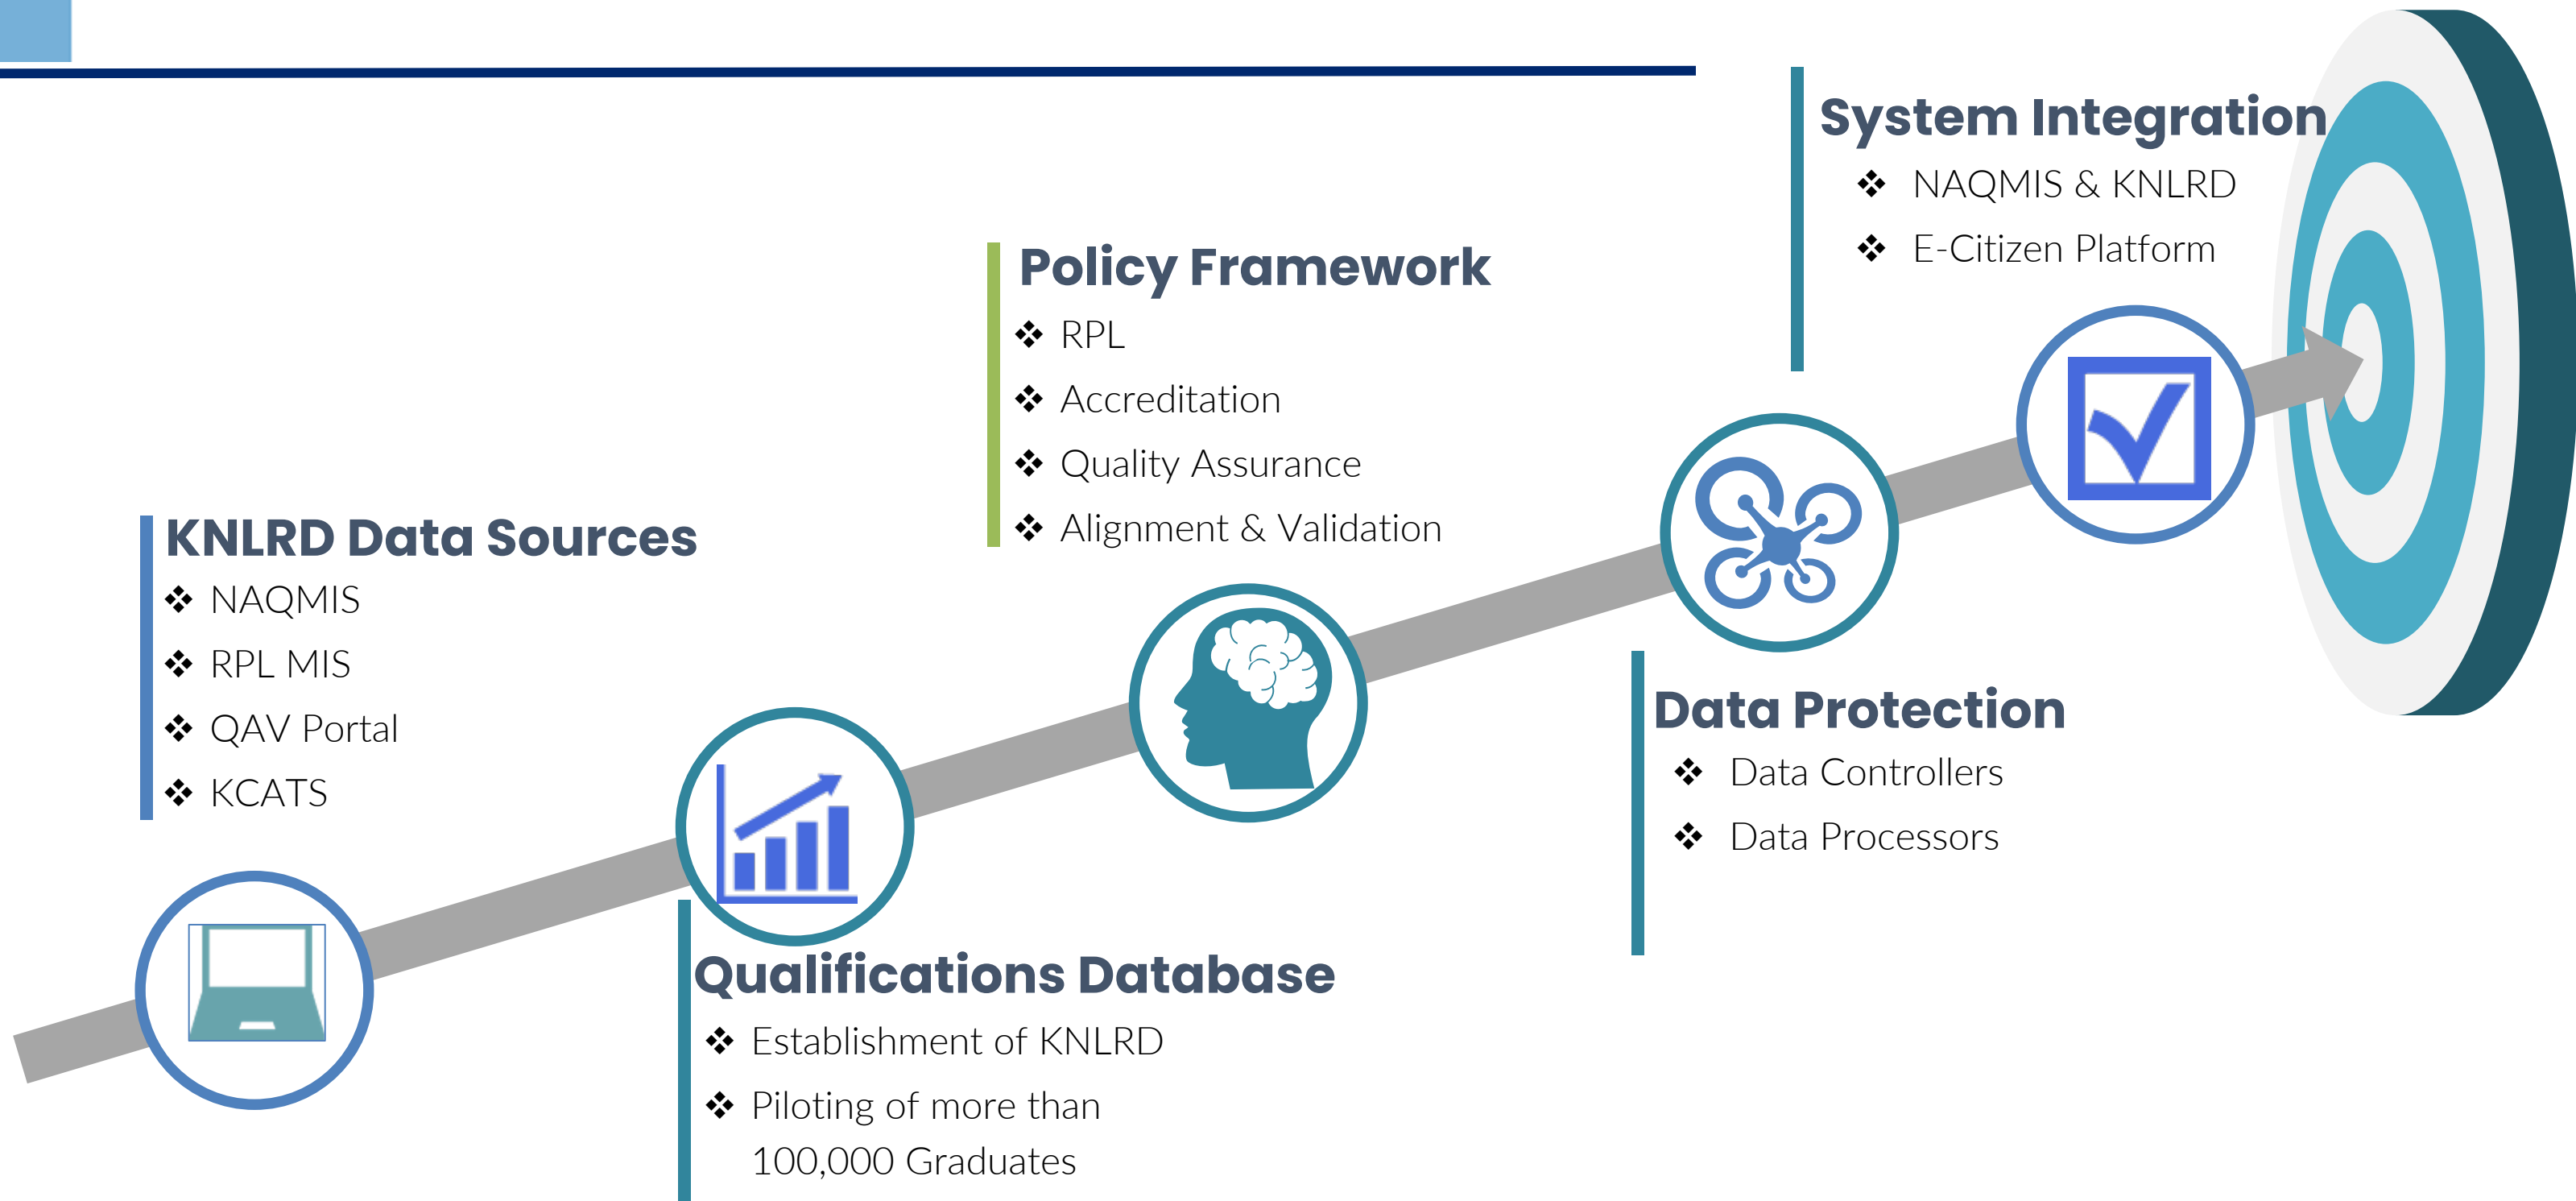 KNLRD Data Sources
NAQMIS
RPL MIS
QAV Portal
KCATS
Qualifications Database
Establishment of KNLRD
Piloting of more than
100,000 Graduates
Policy Framework
RPL
Accreditation
Quality Assurance
Alignment & Validation
Data Protection
Data Controllers
Data Processors
System Integration
NAQMIS & KNLRD
E-Citizen Platform